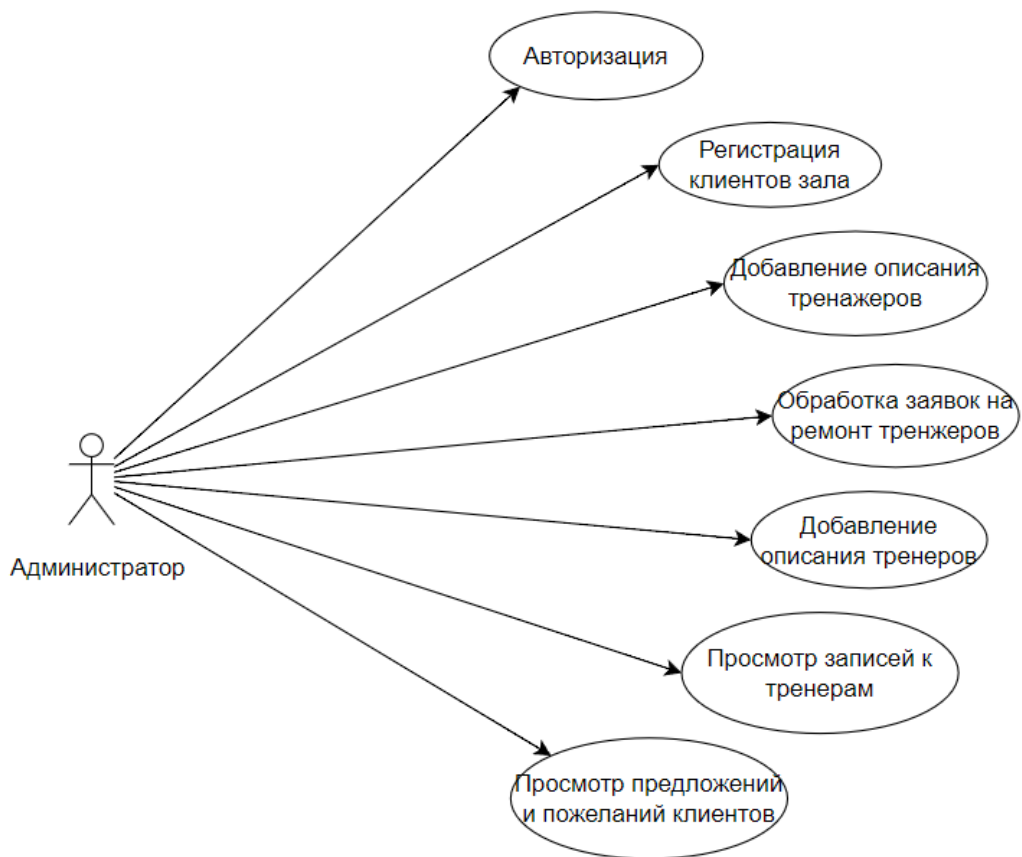 Авторизация
Регистрация
клиентов зала
Добавление описания
тренажеров
Обработка заявок на
ремонт тренжеров
Администратор
Добавление
описания тренеров
Просмотр записей к
тренерам
Просмотр предложений
и пожеланий клиентов